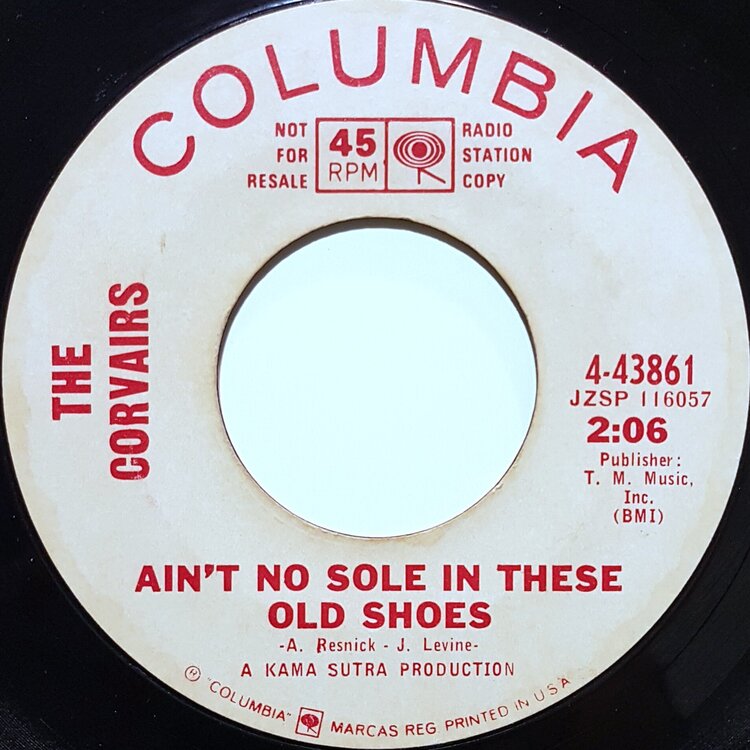 COLUMBIA
NOT
FOR
RESALE
45
RPM
RADIO
STATION
COPY
THE
CORVAIRS
4-43861
JZSP 116057
2:06
Publisher:
T. M. Music,
Inc.
(BMI)
AIN'T NO SOLE IN THESE
OLD SHOES
-A. Resnick - J. Levine-
A KAMA SUTRA PRODUCTION
Ⓟ "COLUMBIA" MARCAS REG. PRINTED IN U S A